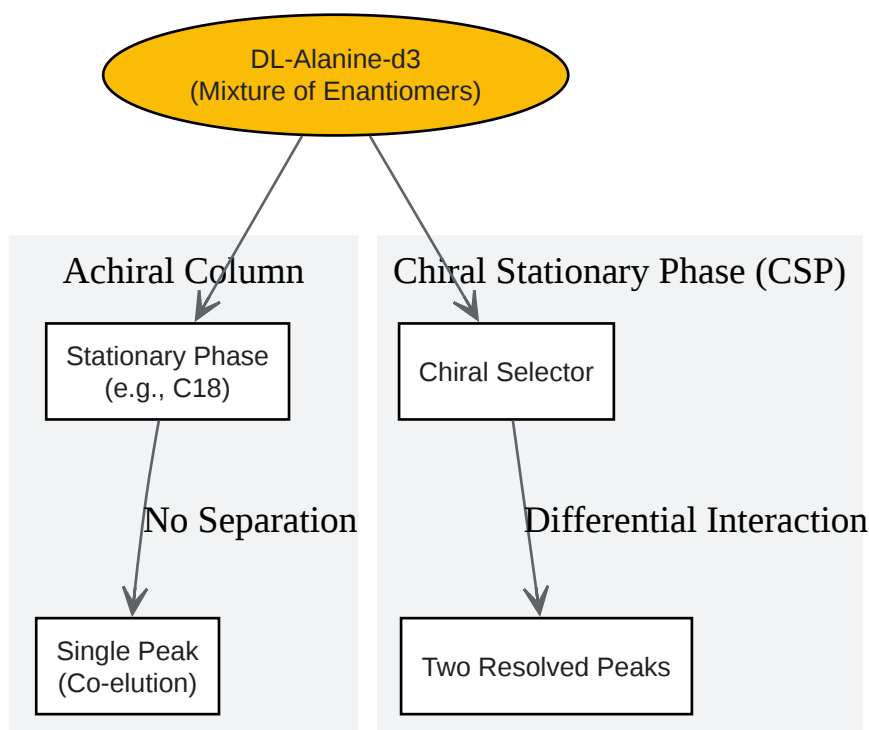 DL-Alanine-d3
(Mixture of Enantiomers)
Achiral Column
Stationary Phase
(e.g., C18)
No Separation
Single Peak
(Co-elution)
Chiral Stationary Phase (CSP)
Chiral Selector
Differential Interaction
Two Resolved Peaks